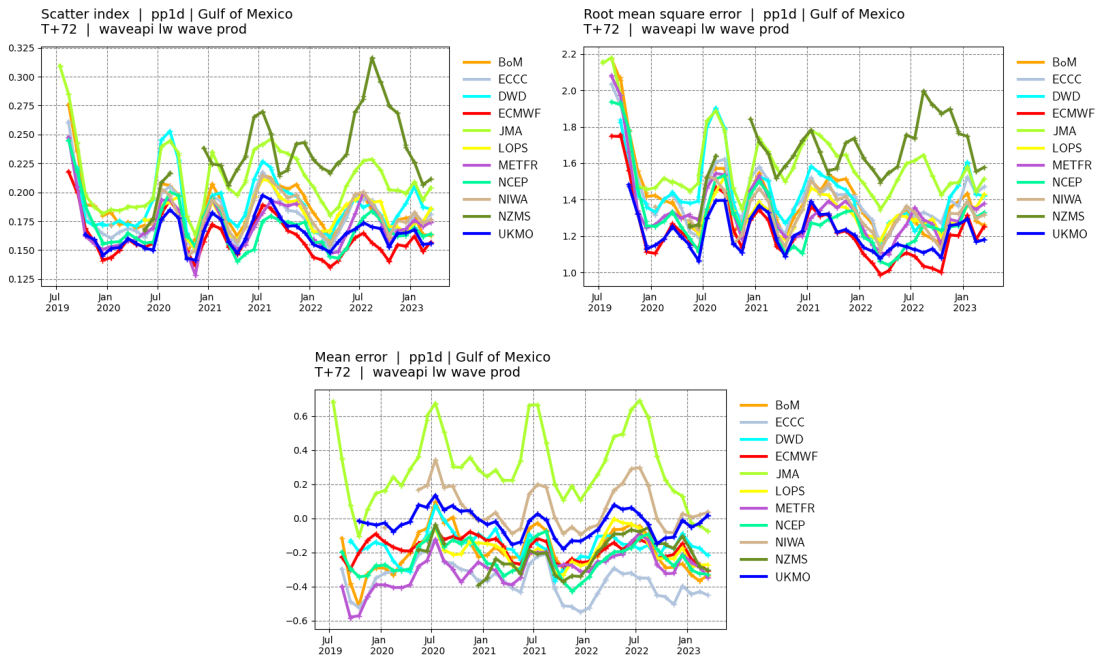 Scatter index | pp1d | Gulf of Mexico
T+72 | waveapi lw wave prod
0.325
0.300
0.275
0.250
0.225
0.200
0.175
0.150
0.125
Jul
2019
Jan
2020
Jul
2020
Jan
2021
Jul
2021
Jan
2022
Jul
2022
Jan
2023
BoM
ECCC
DWD
ECMWF
JMA
LOPS
METFR
NCEP
NIWA
NZMS
UKMO
Root mean square error | pp1d | Gulf of Mexico
T+72 | waveapi lw wave prod
2.2
2.0
1.8
1.6
1.4
1.2
1.0
Jul
2019
Jan
2020
Jul
2020
Jan
2021
Jul
2021
Jan
2022
Jul
2022
Jan
2023
BoM
ECCC
DWD
ECMWF
JMA
LOPS
METFR
NCEP
NIWA
NZMS
UKMO
Mean error | pp1d | Gulf of Mexico
T+72 | waveapi lw wave prod
0.6
0.4
0.2
0.0
−0.2
−0.4
−0.6
Jul
2019
Jan
2020
Jul
2020
Jan
2021
Jul
2021
Jan
2022
Jul
2022
Jan
2023
BoM
ECCC
DWD
ECMWF
JMA
LOPS
METFR
NCEP
NIWA
NZMS
UKMO